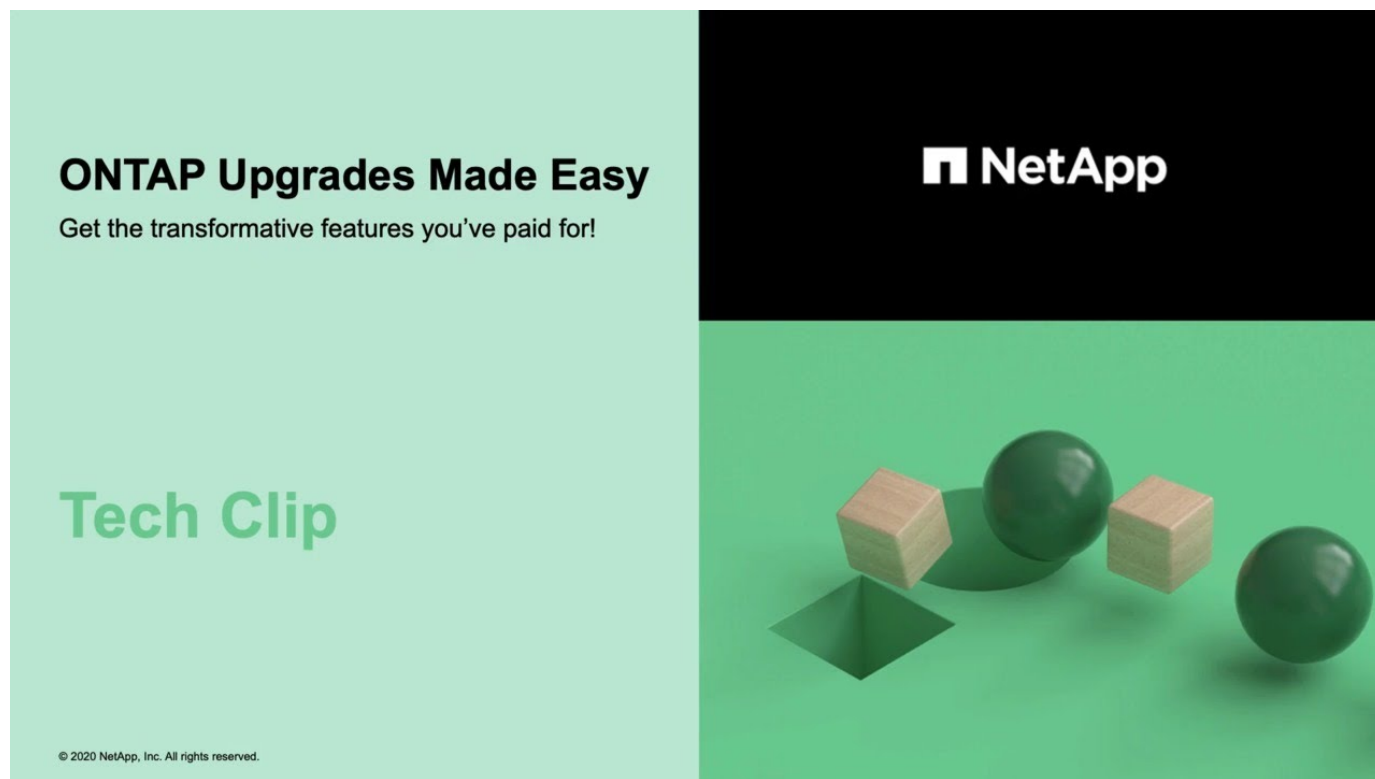 ONTAP Upgrades Made Easy
Get the transformative features you've paid for!
NetApp
Tech Clip
© 2020 NetApp, Inc. All rights reserved.